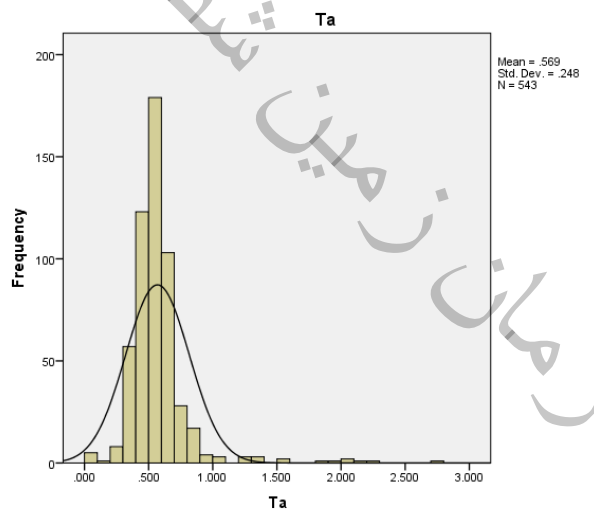 Ta
Mean = .569
Std. Dev. = .248
N = 543
200
150
100
50
0
Frequency
.000 .500 1.000 1.500 2.000 2.500 3.000
Ta
زمین